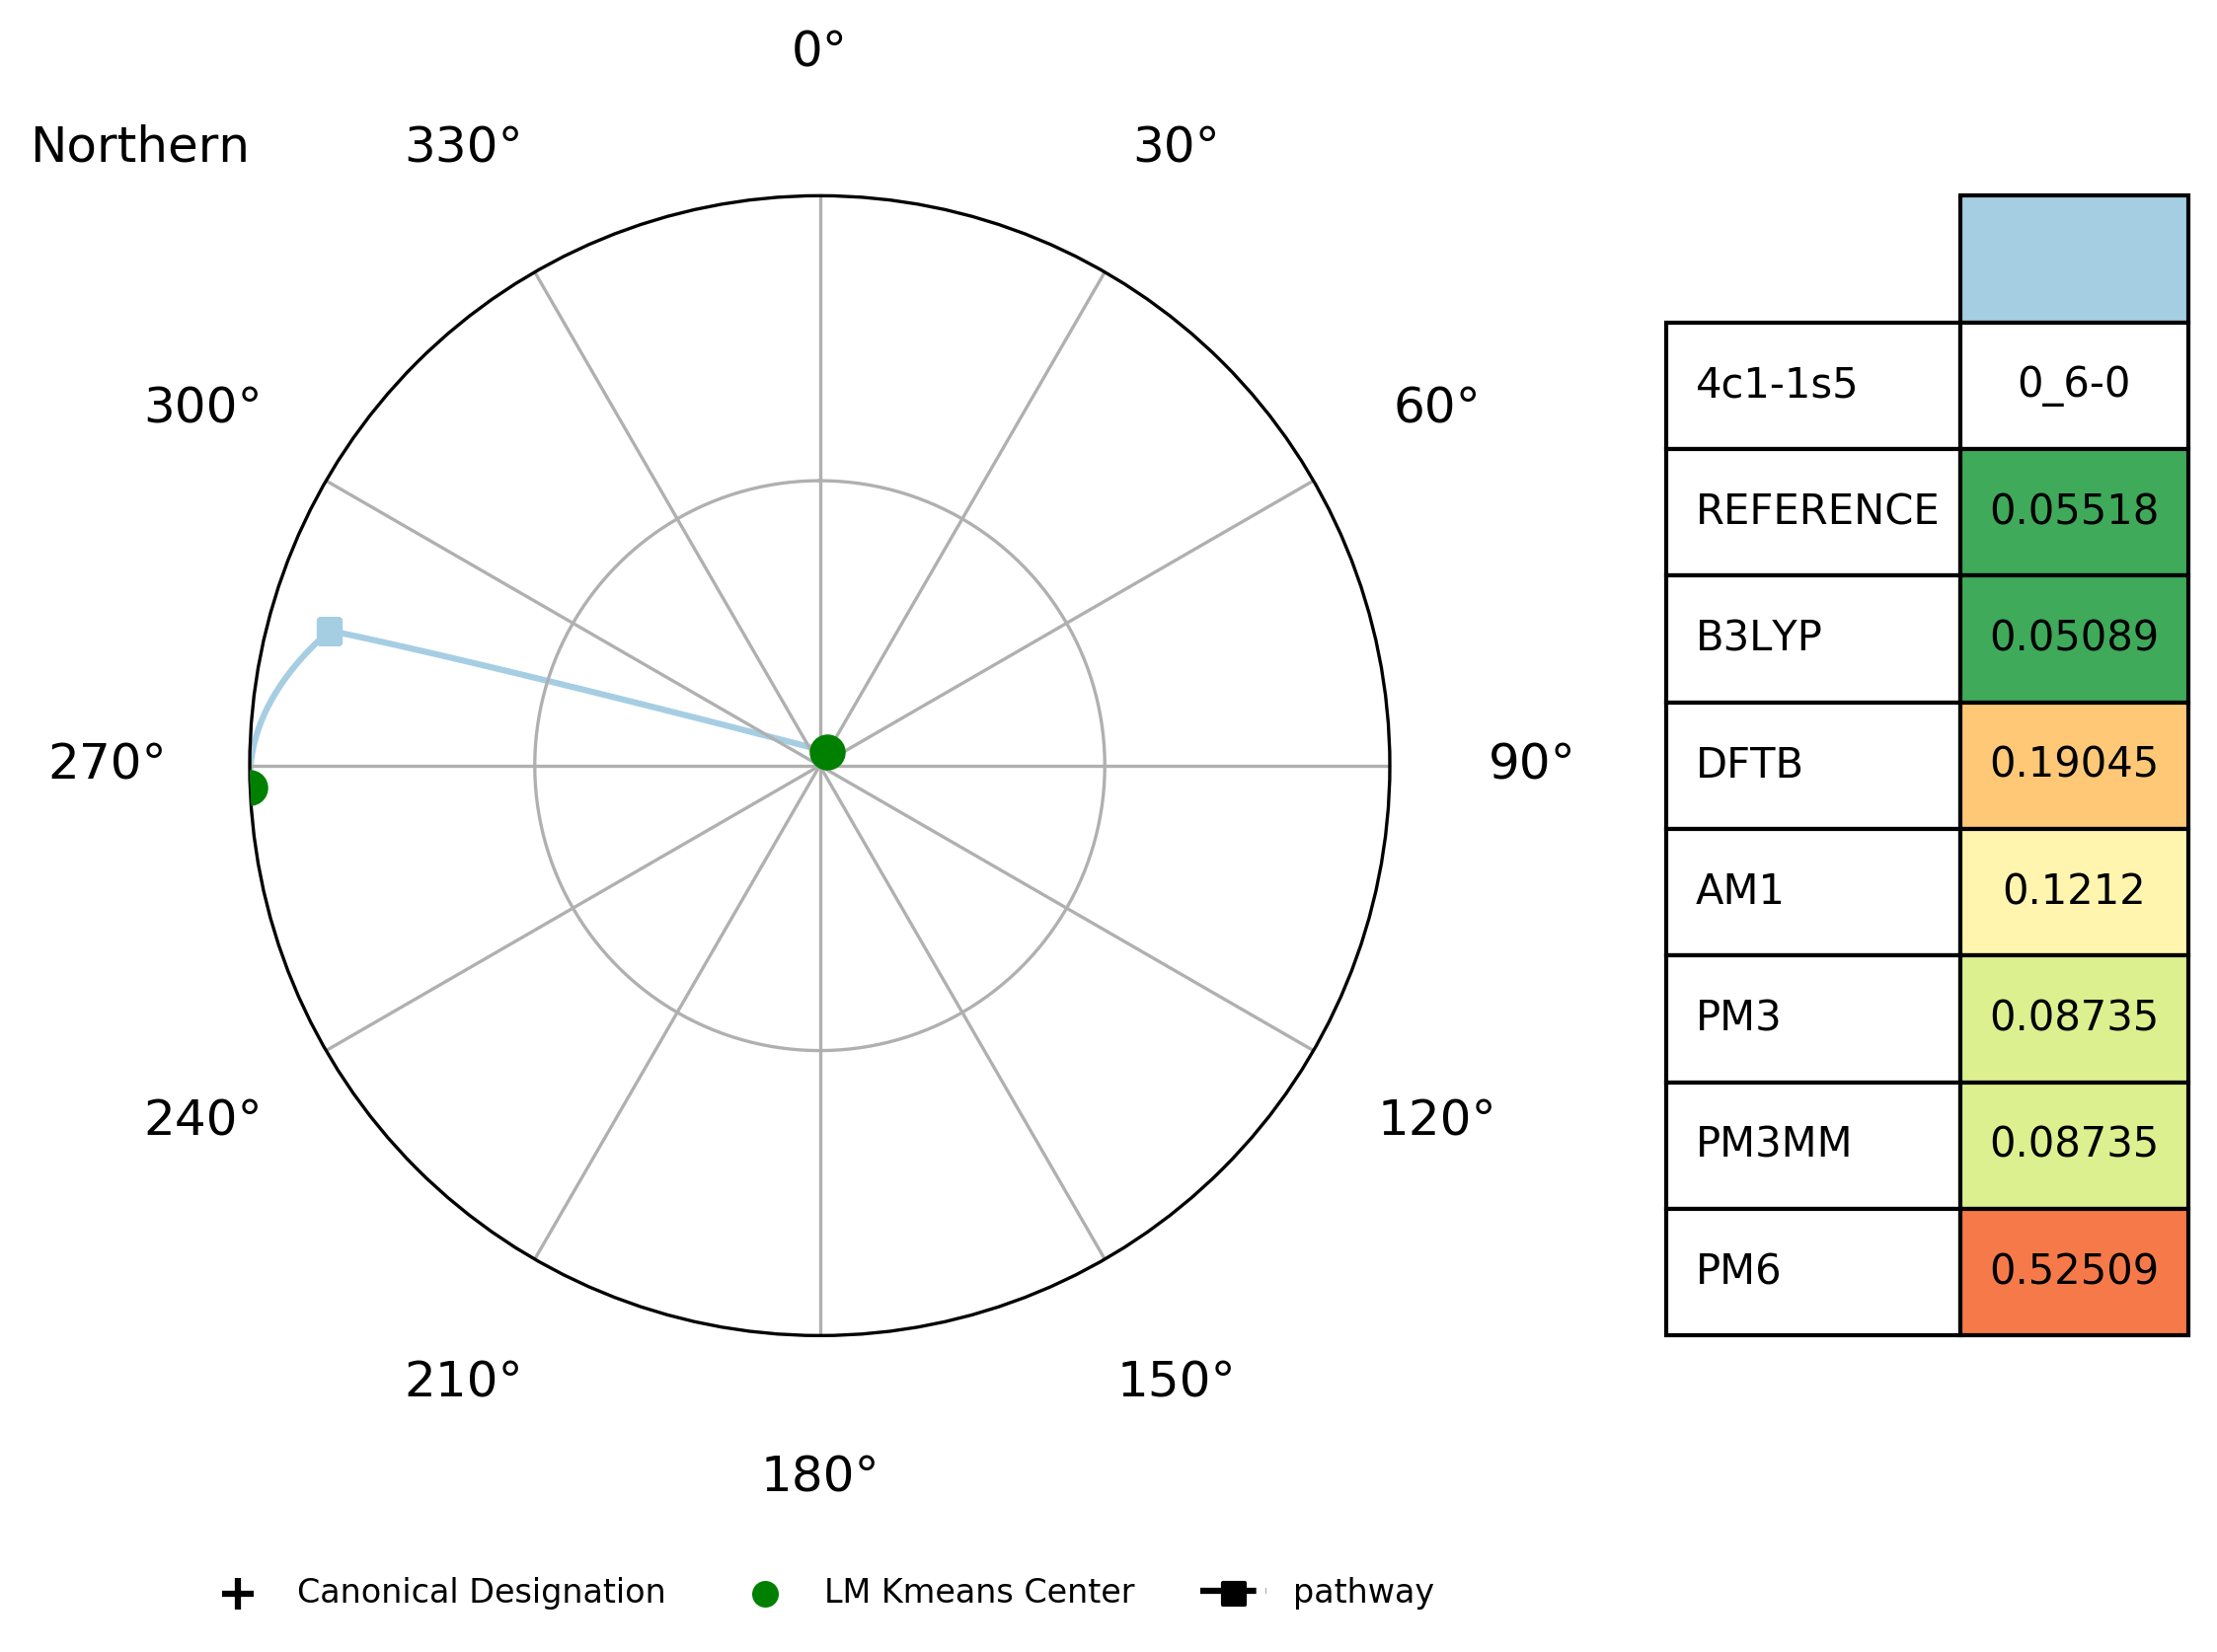 0°
Northern
330°
30°
300°
60°
270°
90°
240°
120°
210°
150°
180°
4c1-1s5 0_6-0
REFERENCE 0.05518
B3LYP 0.05089
DFTB 0.19045
AM1 0.1212
PM3 0.08735
PM3MM 0.08735
PM6 0.52509
Canonical Designation
LM Kmeans Center
pathway